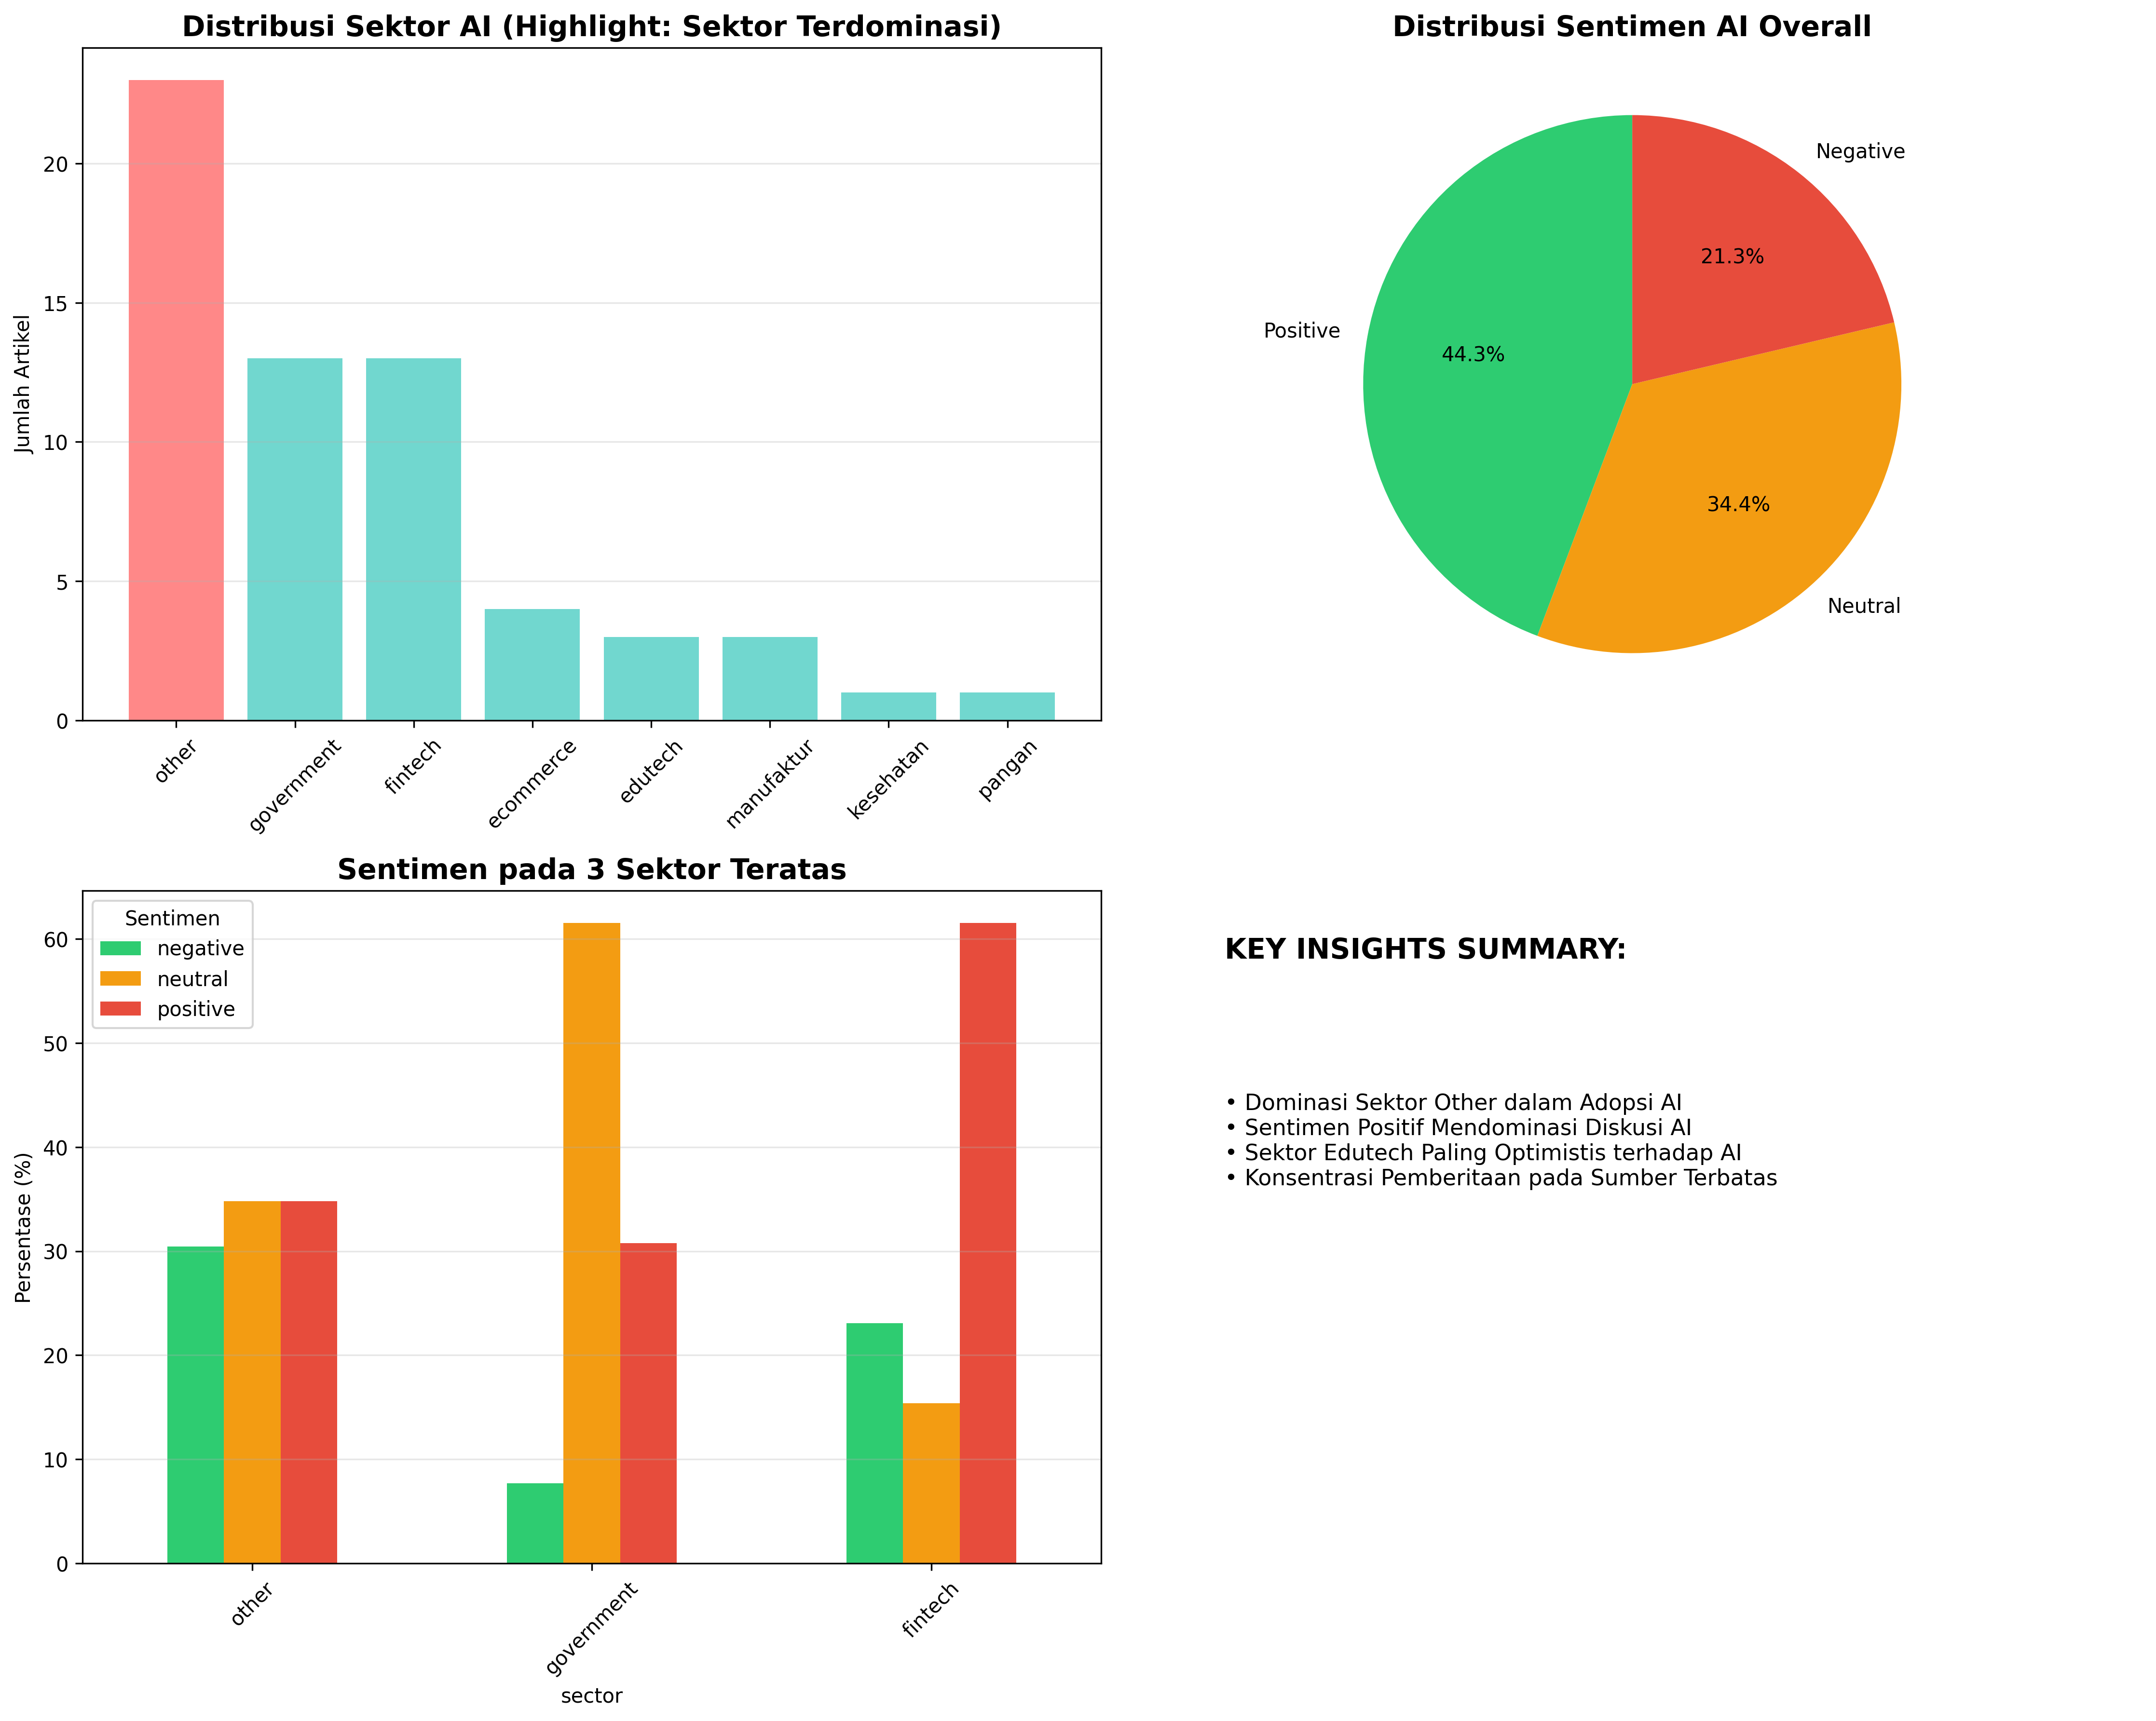 Distribusi Sektor AI (Highlight: Sektor Terdominasi)
Jumlah Artikel
20
15
10
5
0
other
government
fintech
ecommerce
edutech
manufaktur
kesehatan
pangan
Distribusi Sentimen AI Overall
Negative
21.3%
Positive
44.3%
34.4%
Neutral
Sentimen pada 3 Sektor Teratas
Sentimen
negative
neutral
positive
Persentase (%)
60
50
40
30
20
10
0
other
government
fintech
sector
KEY INSIGHTS SUMMARY:
• Dominasi Sektor Other dalam Adopsi AI
• Sentimen Positif Mendominasi Diskusi AI
• Sektor Edutech Paling Optimistis terhadap AI
• Konsentrasi Pemberitaan pada Sumber Terbatas